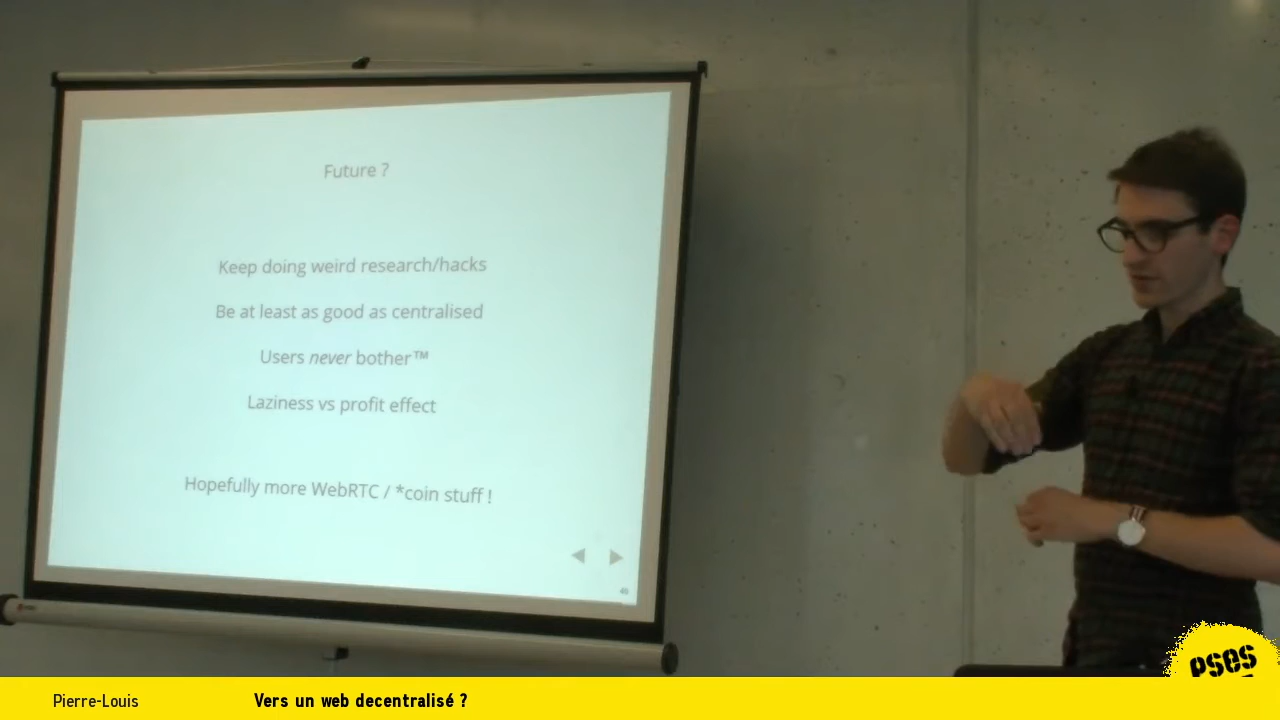 Future ?
Keep doing weird research/hacks
Be at least as good as centralised
Users never bother™
Laziness vs profit effect
Hopefully more WebRTC / *coin stuff !
pses
Pierre-Louis
Vers un web decentralisé ?